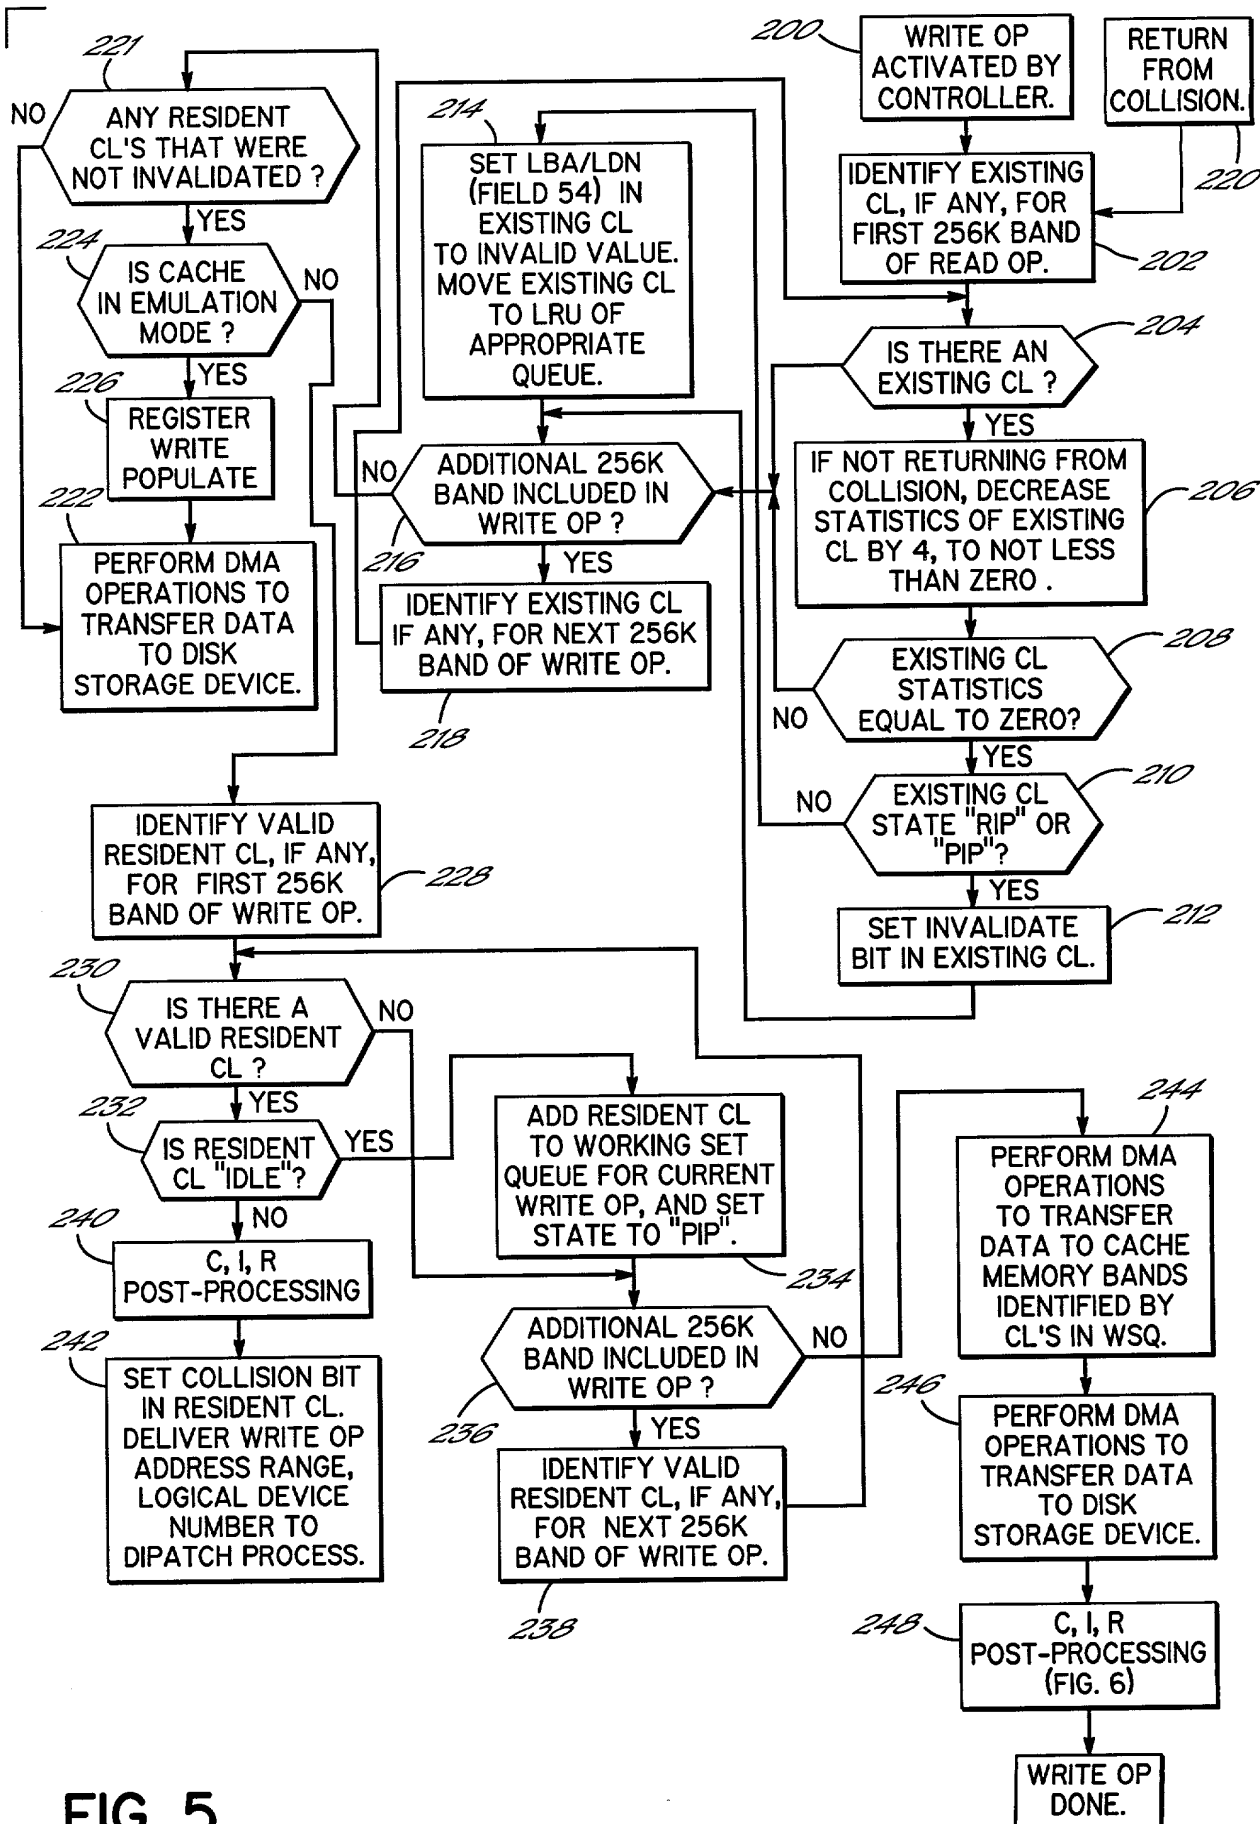 200
WRITE OP
ACTIVATED BY
CONTROLLER.
RETURN
FROM
COLLISION.
220
IDENTIFY EXISTING
CL, IF ANY, FOR
FIRST 256K BAND
OF READ OP.
202
204
IS THERE AN
EXISTING CL ?
YES
IF NOT RETURNING FROM
COLLISION, DECREASE
STATISTICS OF EXISTING
CL BY 4, TO NOT LESS
THAN ZERO .
206
EXISTING CL
STATISTICS
EQUAL TO ZERO?
208
NO
YES
EXISTING CL
STATE "RIP" OR
"PIP"?
210
NO
YES
SET INVALIDATE
BIT IN EXISTING CL.
212
214
SET LBA/LDN
(FIELD 54) IN
EXISTING CL
TO INVALID VALUE.
MOVE EXISTING CL
TO LRU OF
APPROPRIATE
QUEUE.
NO
ADDITIONAL 256K
BAND INCLUDED IN
WRITE OP ?
216
YES
IDENTIFY EXISTING CL
IF ANY, FOR NEXT 256K
BAND OF WRITE OP.
218
221
NO
ANY RESIDENT
CL'S THAT WERE
NOT INVALIDATED ?
YES
224
IS CACHE
IN EMULATION
MODE ?
NO
YES
226
REGISTER
WRITE
POPULATE
222
PERFORM DMA
OPERATIONS TO
TRANSFER DATA
TO DISK
STORAGE DEVICE.
IDENTIFY VALID
RESIDENT CL, IF ANY,
FOR FIRST 256K
BAND OF WRITE OP.
228
230
IS THERE A
VALID RESIDENT
CL ?
NO
YES
232
IS RESIDENT
CL "IDLE"?
YES
NO
240
C, I, R
POST-PROCESSING
242
SET COLLISION BIT
IN RESIDENT CL.
DELIVER WRITE OP
ADDRESS RANGE,
LOGICAL DEVICE
NUMBER TO
DIPATCH PROCESS.
ADD RESIDENT CL
TO WORKING SET
QUEUE FOR CURRENT
WRITE OP, AND SET
STATE TO "PIP".
234
ADDITIONAL 256K
BAND INCLUDED IN
WRITE OP ?
NO
236
YES
IDENTIFY VALID
RESIDENT CL, IF ANY,
FOR NEXT 256K
BAND OF WRITE OP.
238
244
PERFORM DMA
OPERATIONS
TO TRANSFER
DATA TO CACHE
MEMORY BANDS
IDENTIFIED BY
CL'S IN WSQ.
246
PERFORM DMA
OPERATIONS TO
TRANSFER DATA
TO DISK
STORAGE DEVICE.
248
C, I, R
POST-PROCESSING
(FIG. 6)
WRITE OP
DONE.
FIG. 5